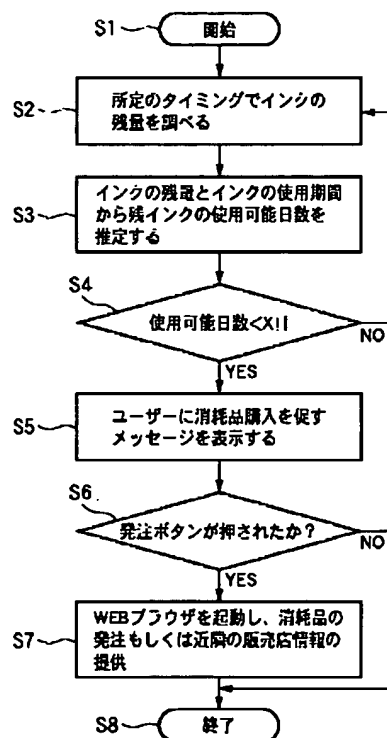 S1
開始
S2
所定のタイミングでインクの
残量を調べる
S3
インクの残量とインクの使用期間
から残インクの使用可能日数を
推定する
S4
使用可能日数<X日
NO
YES
S5
ユーザーに消耗品購入を促す
メッセージを表示する
S6
発注ボタンが押されたか？
NO
YES
S7
WEBブラウザを起動し、消耗品の
発注もしくは近隣の販売店情報の
提供
S8
終了